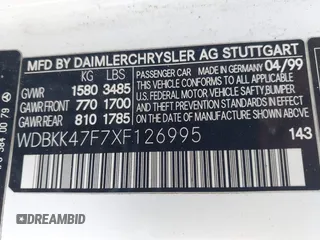 MFD BY DAIMLERCHRYSLER AG STUTTGART
KG LBS PASSENGER CAR 04/99
GVWR 1580 3485 MADE IN GERMANY
GAWR FRONT 770 1700
GAWR REAR 810 1785
THIS VEHICLE CONFORMS TO ALL
APPLICABLE U.S. FEDERAL MOTOR
VEHICLE SAFETY, BUMPER
AND THEFT PREVENTION
STANDARDS IN EFFECT ON THE DATE OF
MANUFACTURE SHOWN ABOVE
WDBKK47F7XF126995
143
IDCAR